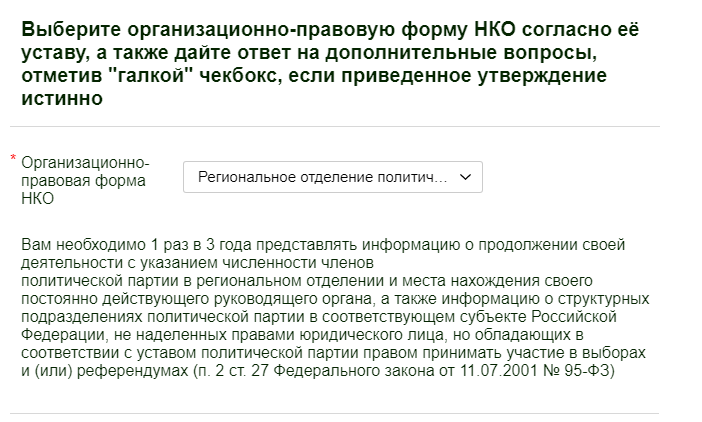 Выберите организационно-правовую форму НКО согласно её
уставу, а также дайте ответ на дополнительные вопросы,
отметив "галкой" чекбокс, если приведенное утверждение
истинно
* Организационно-
правовая форма
НКО
Региональное отделение политич...
Вам необходимо 1 раз в 3 года представлять информацию о продолжении своей
деятельности с указанием численности членов
политической партии в региональном отделении и места нахождения своего
постоянно действующего руководящего органа, а также информацию о структурных
подразделениях политической партии в соответствующем субъекте Российской
Федерации, не наделенных правами юридического лица, но обладающих в
соответствии с уставом политической партии правом принимать участие в выборах
и (или) референдумах (п. 2 ст. 27 Федерального закона от 11.07.2001 № 95-ФЗ)